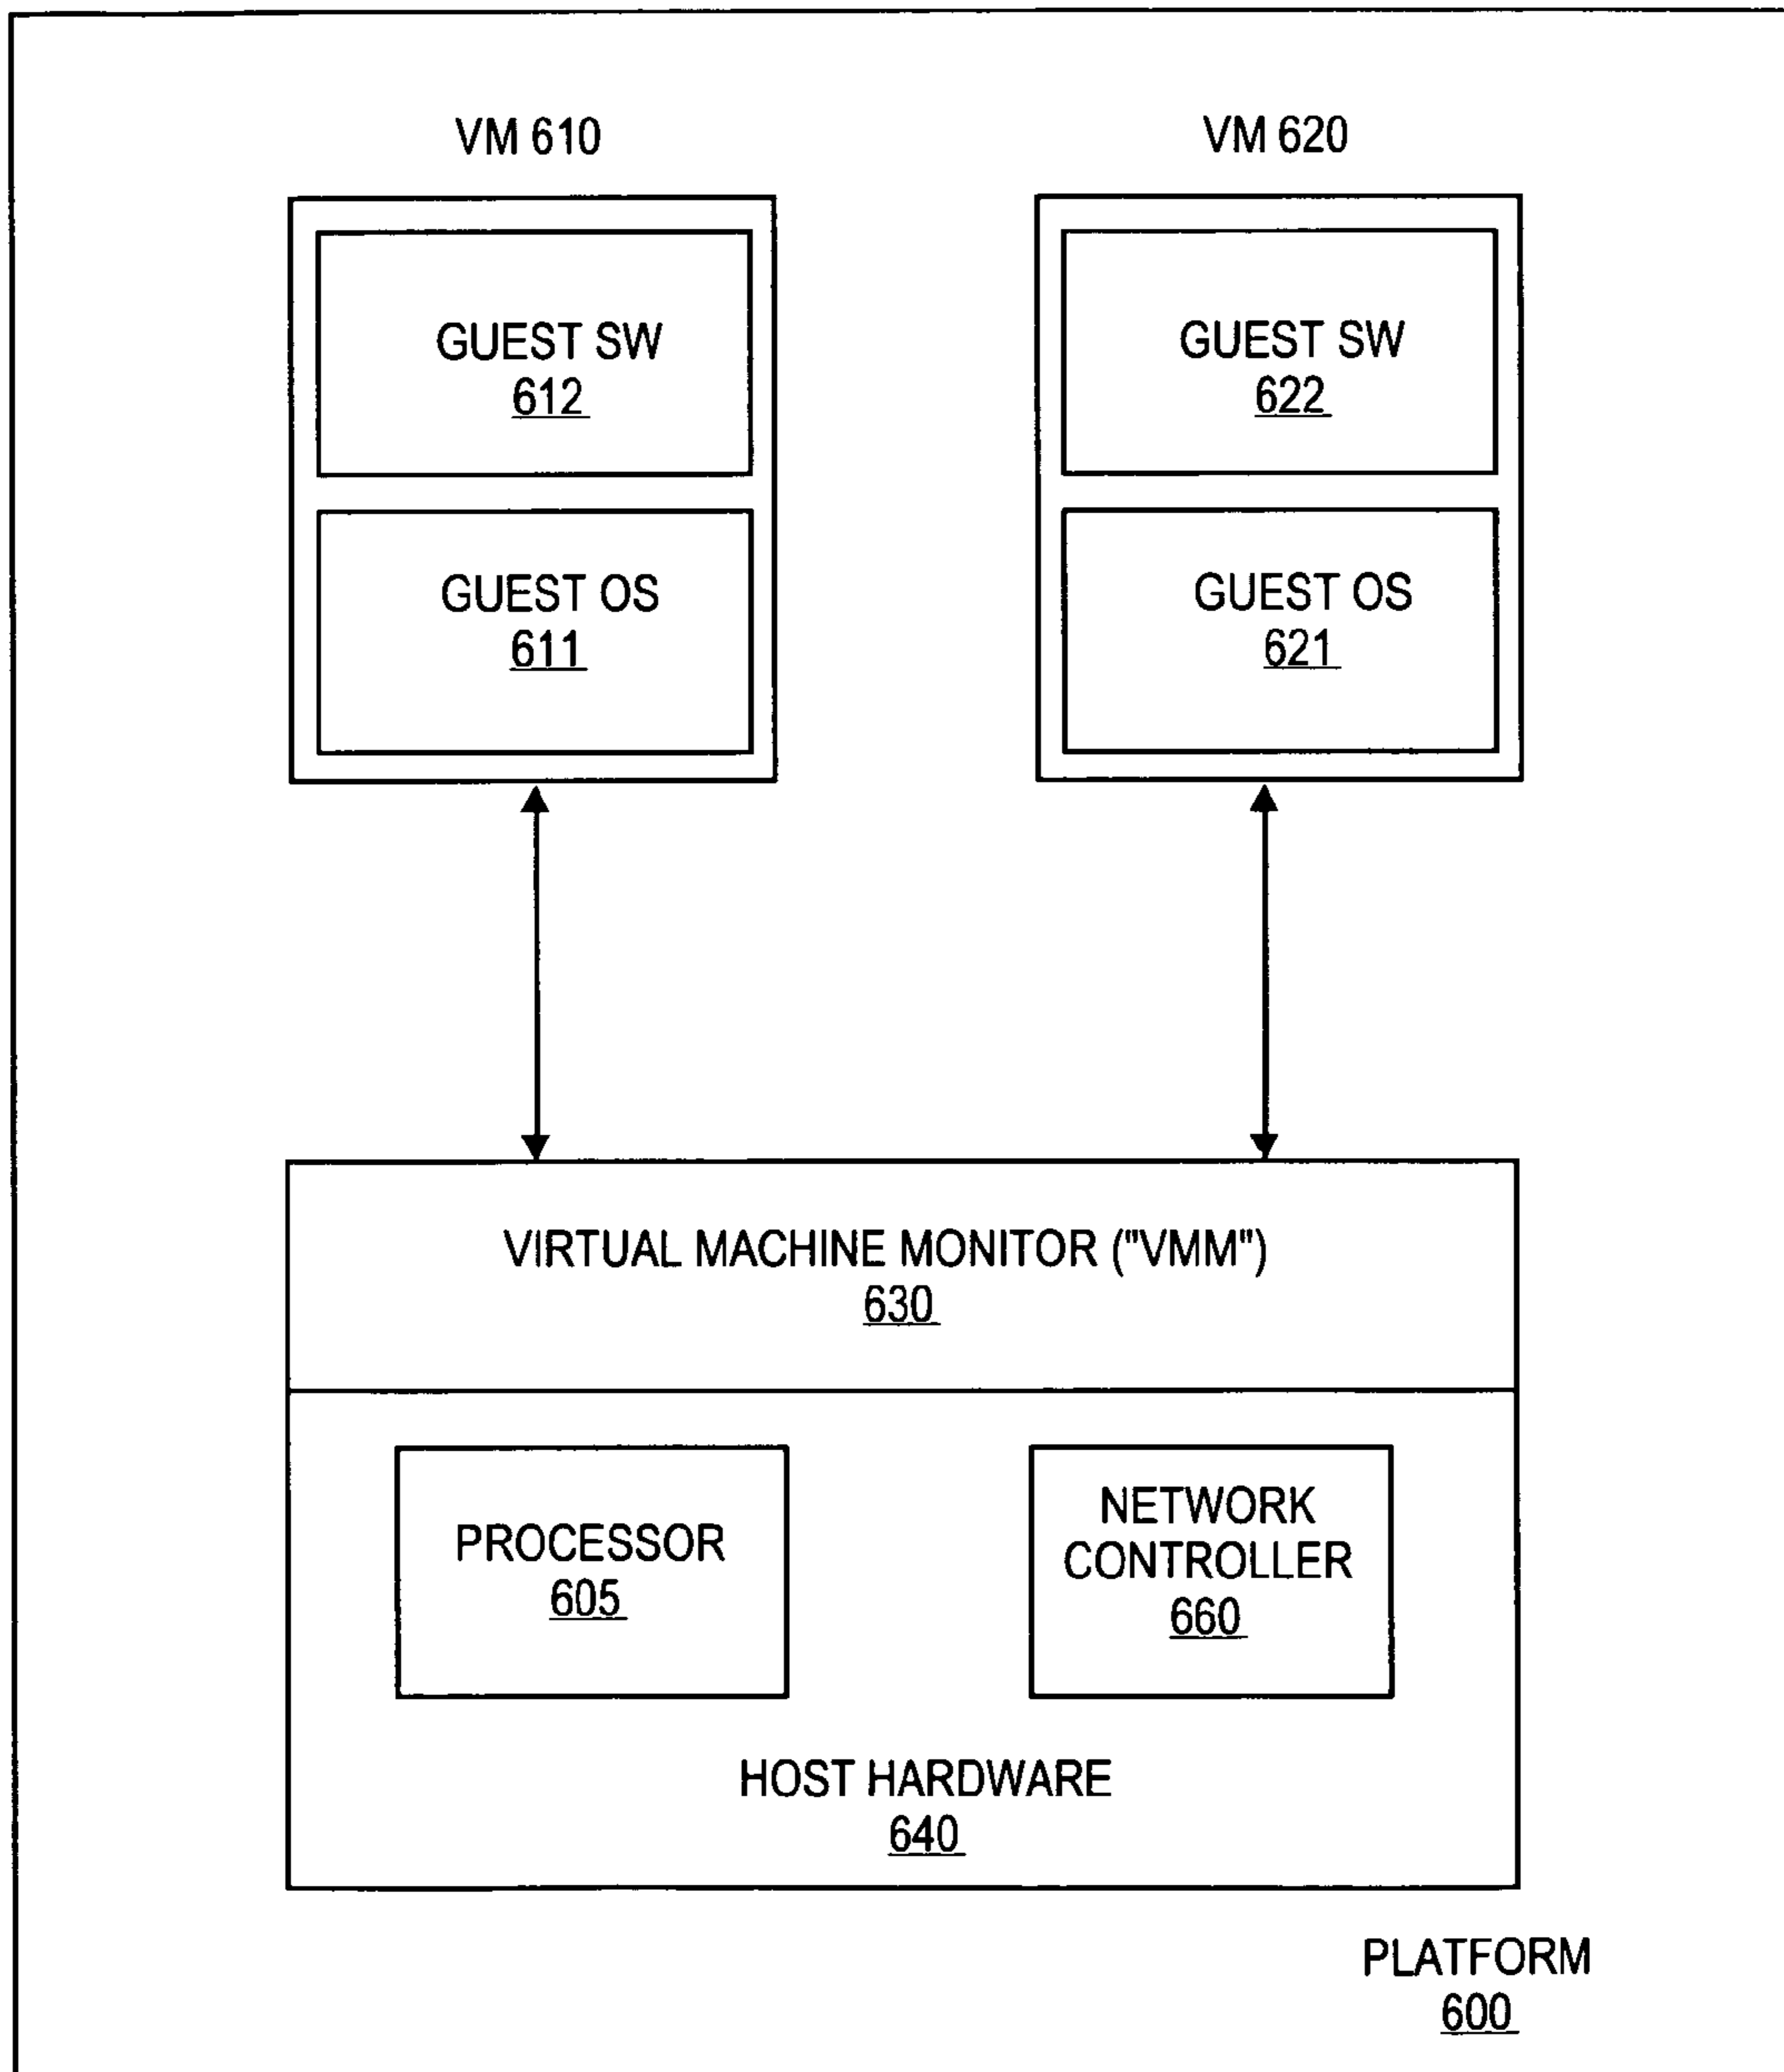 VM 610
VM 620
GUEST SW
612
GUEST SW
622
GUEST OS
611
GUEST OS
621
VIRTUAL MACHINE MONITOR ("VMM")
630
PROCESSOR
605
NETWORK
CONTROLLER
660
HOST HARDWARE
640
PLATFORM
600